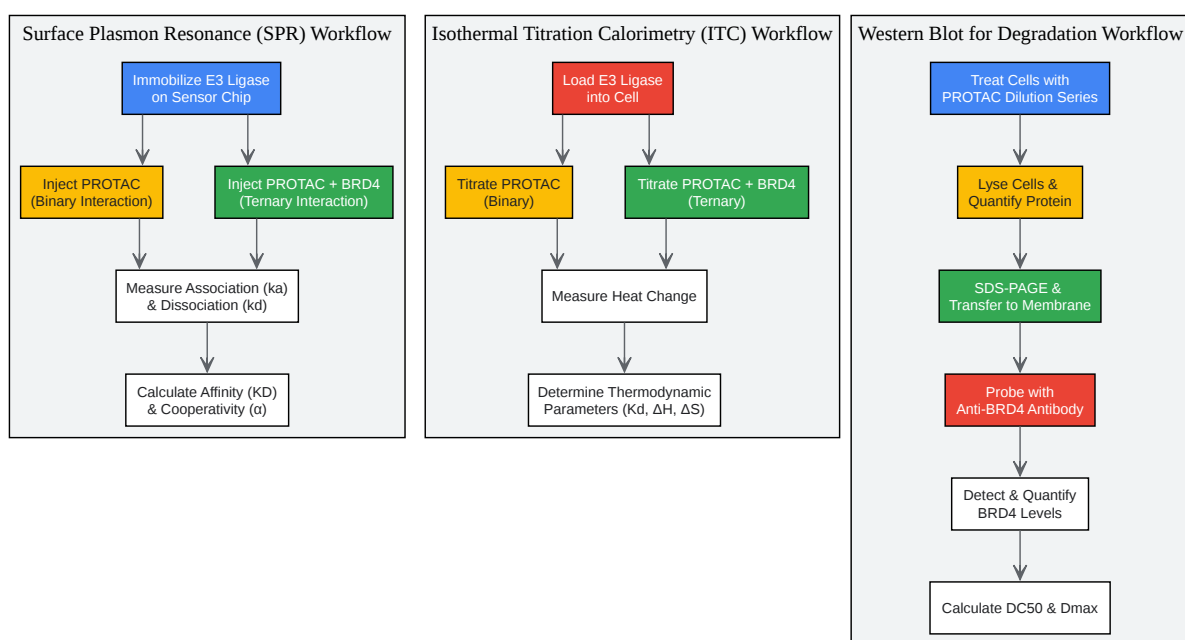 Surface Plasmon Resonance (SPR) Workflow
Immobilize E3 Ligase
on Sensor Chip
Inject PROTAC
(Binary Interaction)
Inject PROTAC + BRD4
(Ternary Interaction)
Measure Association (ka)
& Dissociation (kd)
Calculate Affinity (KD)
& Cooperativity (α)
Isothermal Titration Calorimetry (ITC) Workflow
Load E3 Ligase
into Cell
Titrate PROTAC
(Binary)
Titrate PROTAC + BRD4
(Ternary)
Measure Heat Change
Determine Thermodynamic
Parameters (Kd, ΔH, ΔS)
Western Blot for Degradation Workflow
Treat Cells with
PROTAC Dilution Series
Lyse Cells &
Quantify Protein
SDS-PAGE &
Transfer to Membrane
Probe with
Anti-BRD4 Antibody
Detect & Quantify
BRD4 Levels
Calculate DC50 & Dmax